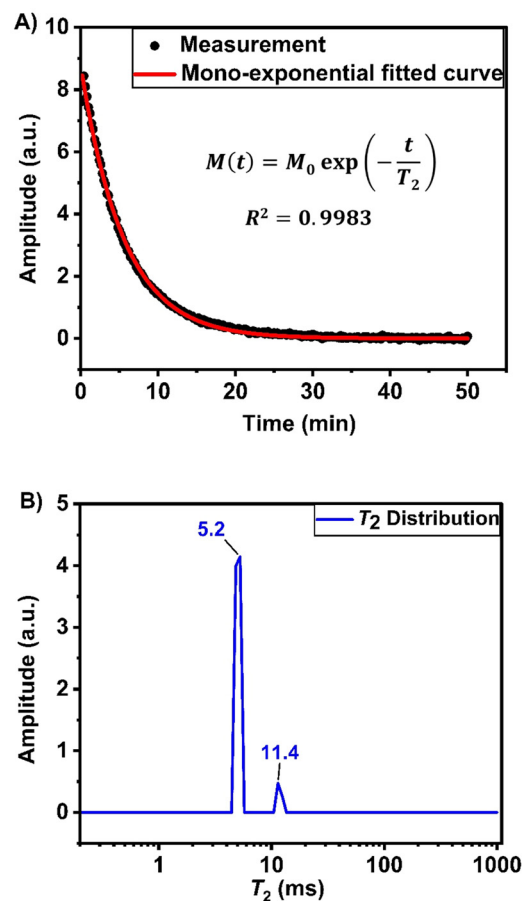 A)
Measurement
Mono-exponential fitted curve
M(t) = M₀ exp(−t/T₂)
R² = 0.9983
10
8
6
4
2
0
Amplitude (a.u.)
0 10 20 30 40 50
Time (min)
B)
T₂ Distribution
5.2
11.4
5
4
3
2
1
0
Amplitude (a.u.)
1 10 100 1000
T₂ (ms)